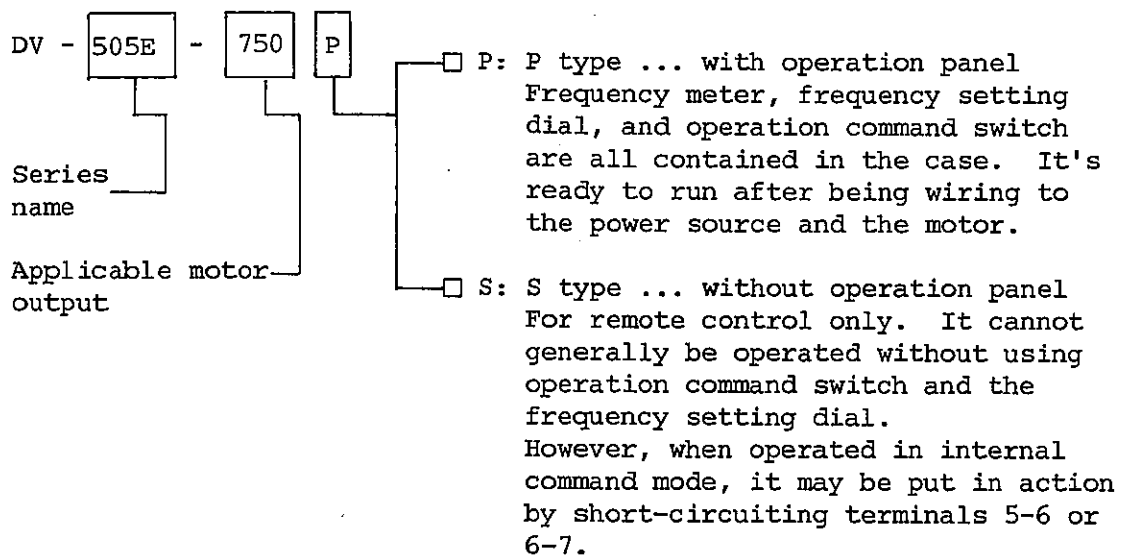 DV - 505E - 750 P
P: P type ... with operation panel
Frequency meter, frequency setting
dial, and operation command switch
are all contained in the case. It's
ready to run after being wiring to
the power source and the motor.
Series
name
Applicable motor
output
S: S type ... without operation panel
For remote control only. It cannot
generally be operated without using
operation command switch and the
frequency setting dial.
However, when operated in internal
command mode, it may be put in action
by short-circuiting terminals 5-6 or
6-7.